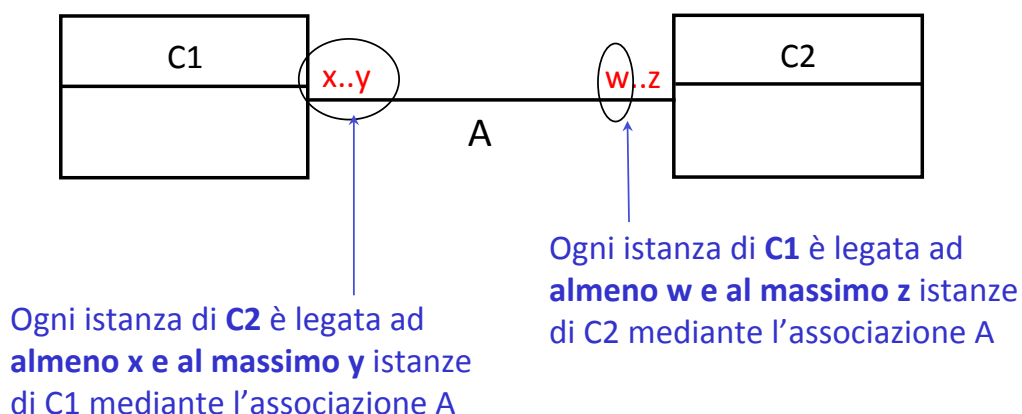 C1
x..y
w..z
C2
A
Ogni istanza di C1 è legata ad
almeno w e al massimo z istanze
di C2 mediante l'associazione A
Ogni istanza di C2 è legata ad
almeno x e al massimo y istanze
di C1 mediante l'associazione A